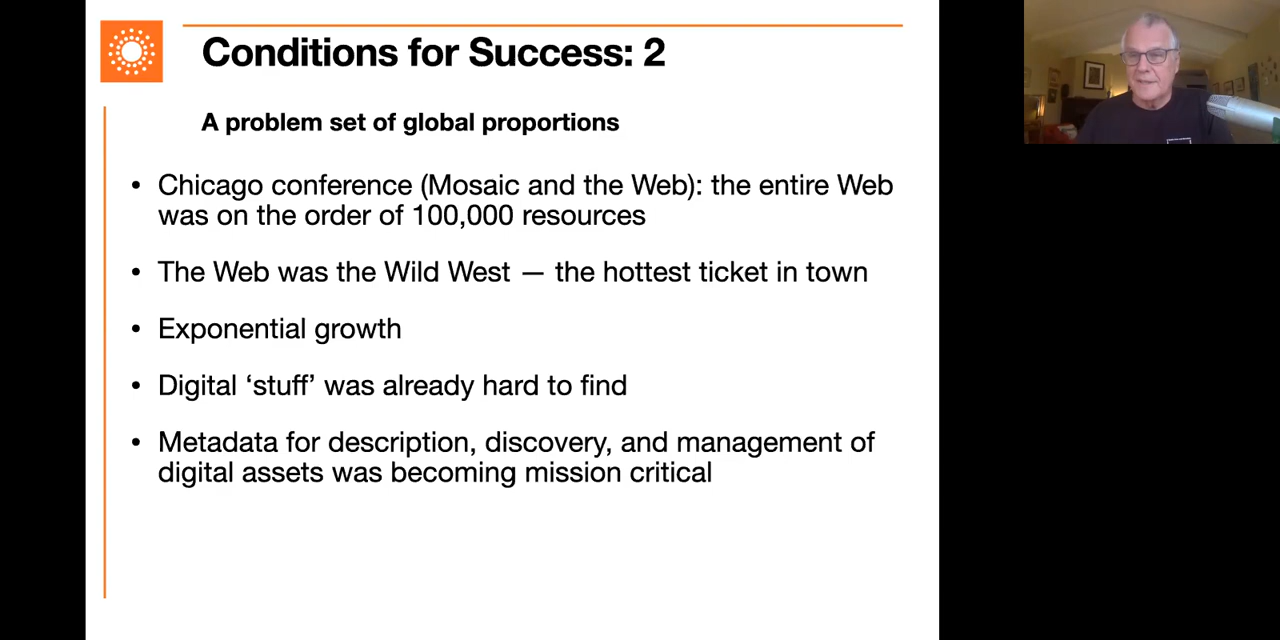 Conditions for Success: 2
A problem set of global proportions
• Chicago conference (Mosaic and the Web): the entire Web
was on the order of 100,000 resources
• The Web was the Wild West — the hottest ticket in town
• Exponential growth
• Digital ‘stuff’ was already hard to find
• Metadata for description, discovery, and management of
digital assets was becoming mission critical